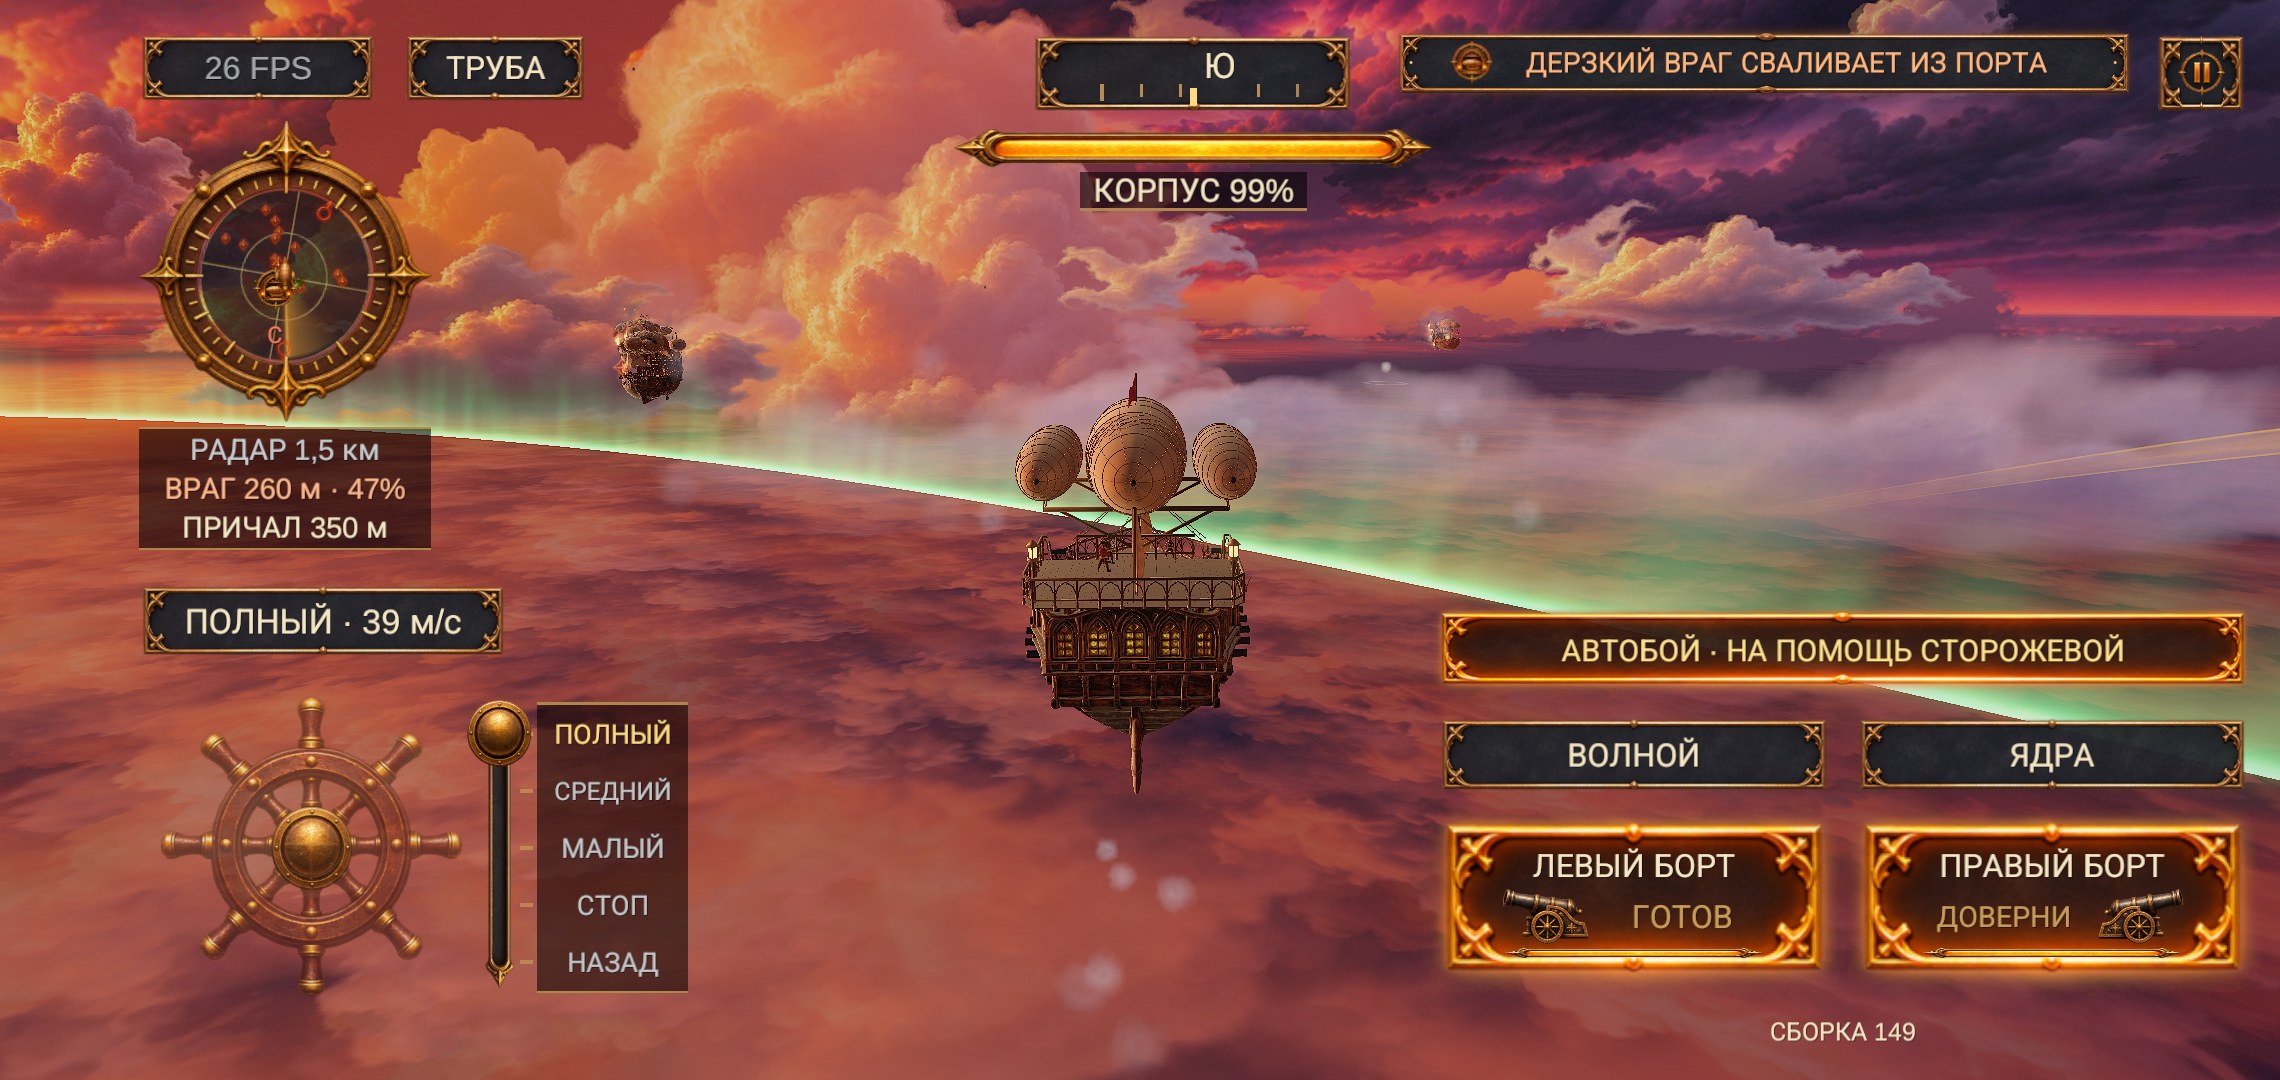 26 FPS
ТРУБА
Ю
ДЕРЗКИЙ ВРАГ СВАЛИВАЕТ ИЗ ПОРТА
КОРПУС 99%
С
РАДАР 1,5 км
ВРАГ 260 м · 47%
ПРИЧАЛ 350 м
ПОЛНЫЙ · 39 м/с
ПОЛНЫЙ
СРЕДНИЙ
МАЛЫЙ
СТОП
НАЗАД
АВТОБОЙ · НА ПОМОЩЬ СТОРОЖЕВОЙ
ВОЛНОЙ
ЯДРА
ЛЕВЫЙ БОРТ
ГОТОВ
ПРАВЫЙ БОРТ
ДОВЕРНИ
СБОРКА 149